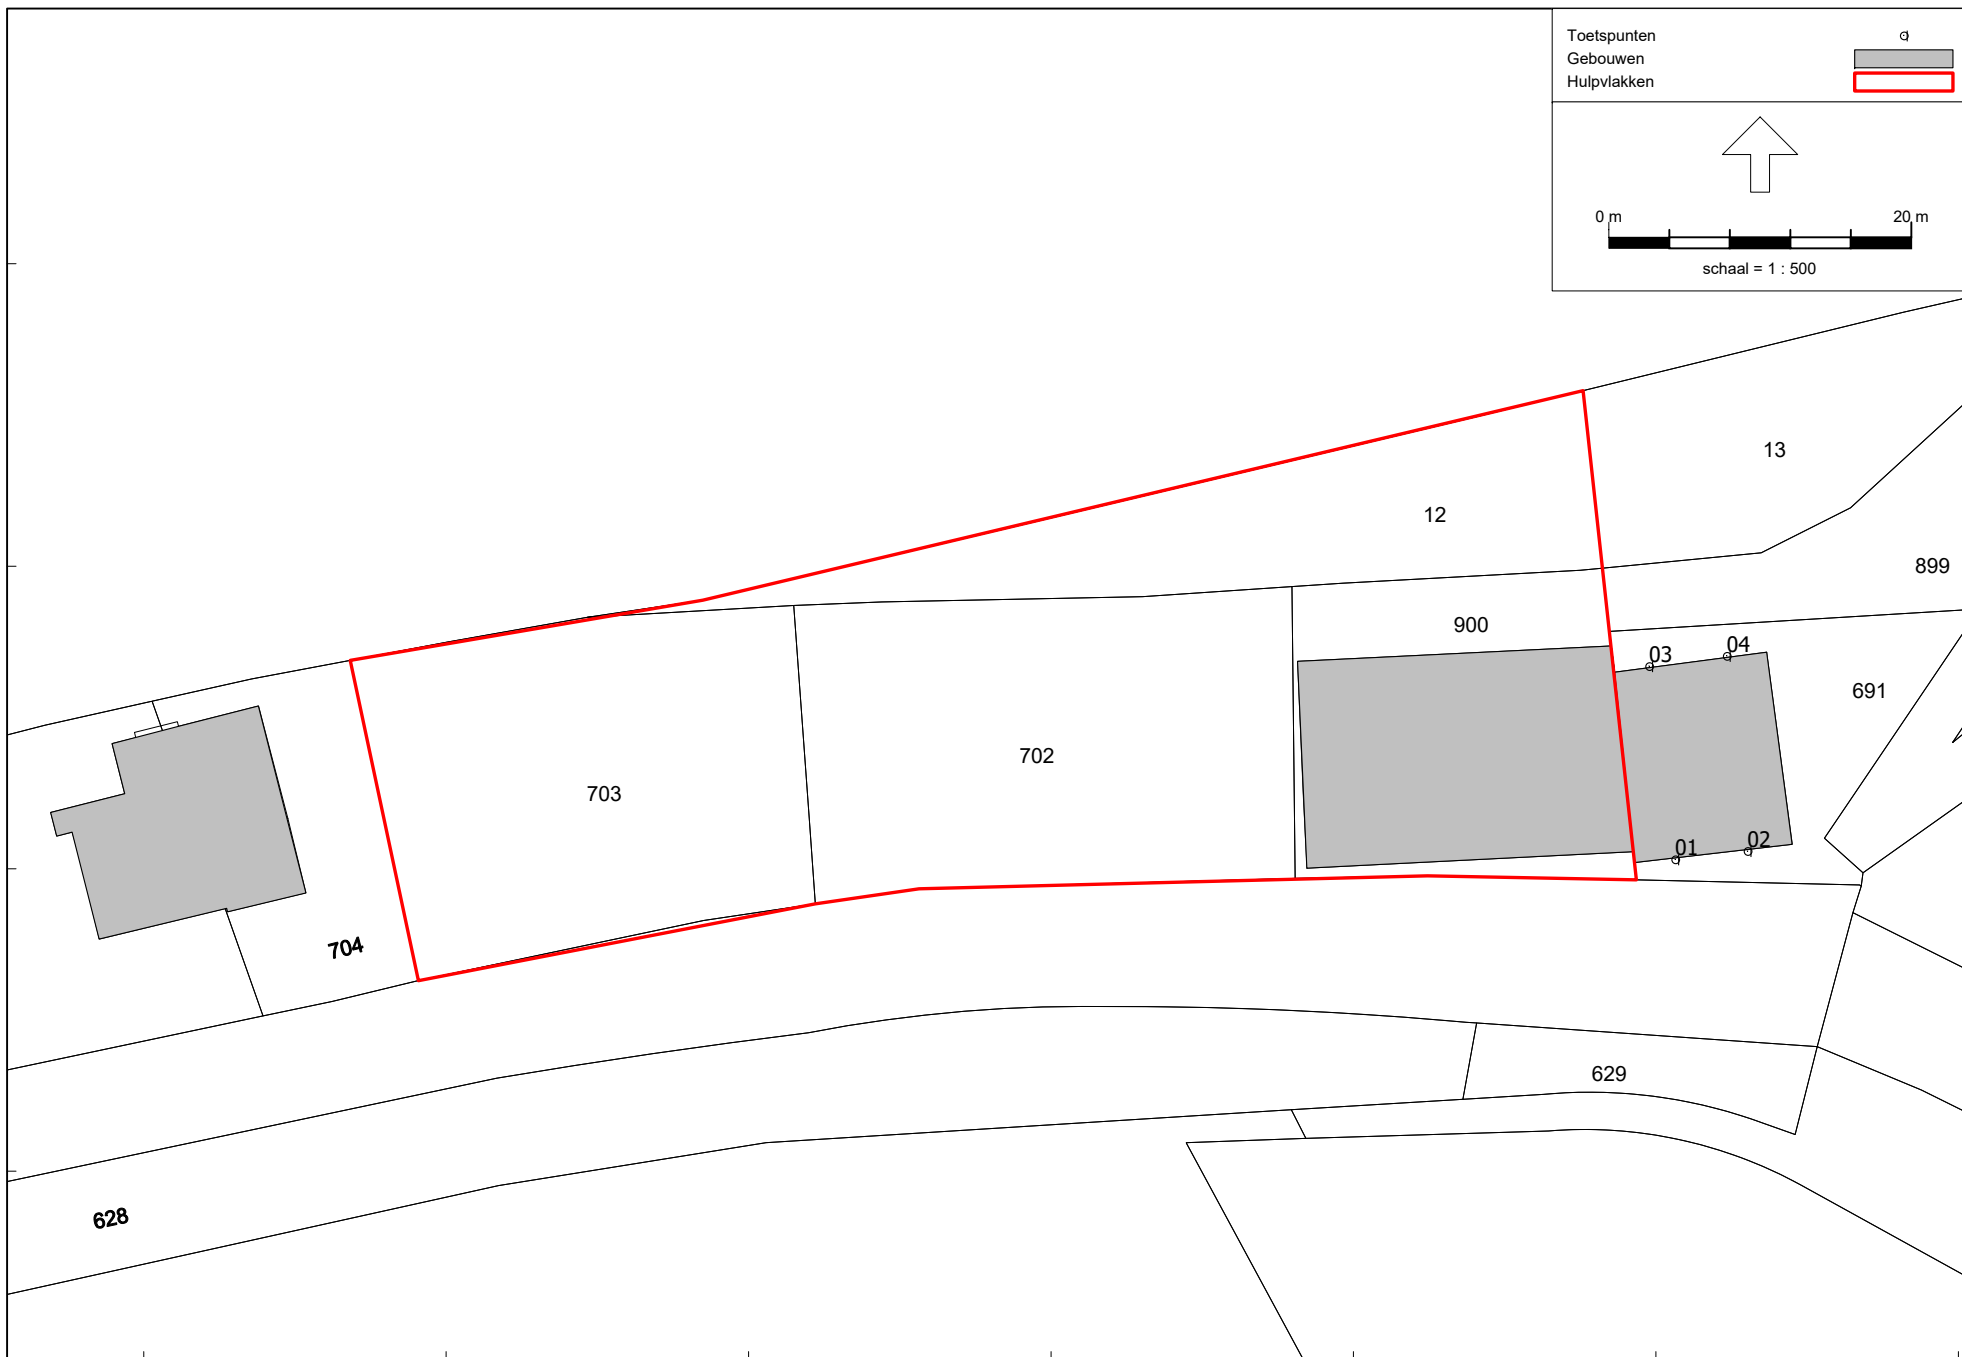 Toetspunten
Gebouwen
Hulpvlakken
0 m 20 m
schaal = 1 : 500
13
12
899
900
03 04
691
702
703
01 02
704
629
628